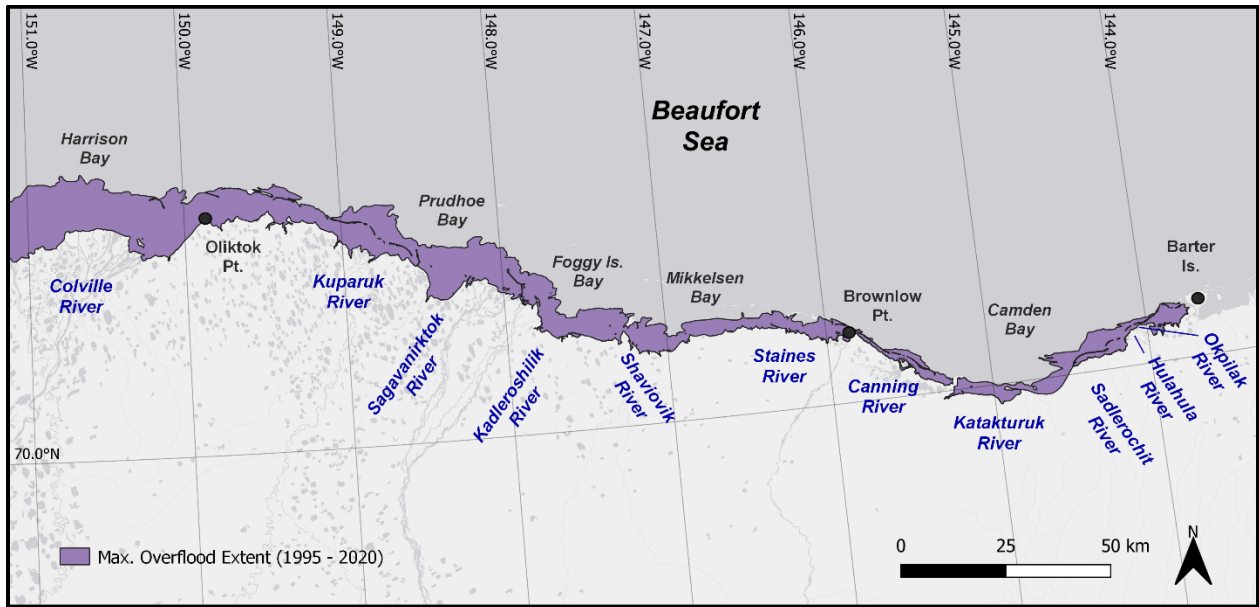 151.0°W
150.0°W
149.0°W
148.0°W
147.0°W
146.0°W
145.0°W
144.0°W
Beaufort
Sea
Harrison
Bay
Prudhoe
Bay
Foggy Is.
Bay
Mikkelsen
Bay
Camden
Bay
Barter
Is.
Oliktok
Pt.
Brownlow
Pt.
Colville
River
Kuparuk
River
Sagavanirktok
River
Kadleroshilik
River
Shaviovik
River
Staines
River
Canning
River
Katakturuk
River
Sadlerochit
River
Hulahula
River
Okpilak
River
70.0°N
Max. Overflood Extent (1995 - 2020)
0 25 50 km
N